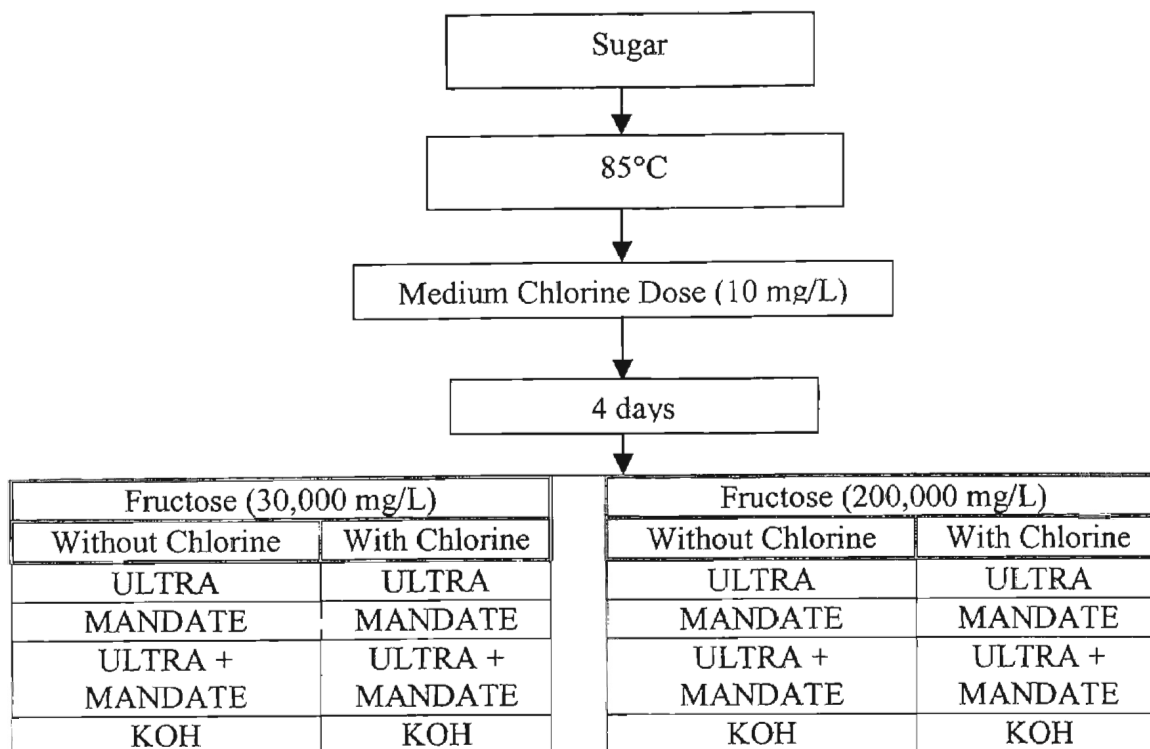 Sugar
85°C
Medium Chlorine Dose (10 mg/L)
4 days
Fructose (30,000 mg/L)
Without Chlorine With Chlorine
ULTRA ULTRA
MANDATE MANDATE
ULTRA + ULTRA +
MANDATE MANDATE
KOH KOH
Fructose (200,000 mg/L)
Without Chlorine With Chlorine
ULTRA ULTRA
MANDATE MANDATE
ULTRA + ULTRA +
MANDATE MANDATE
KOH KOH